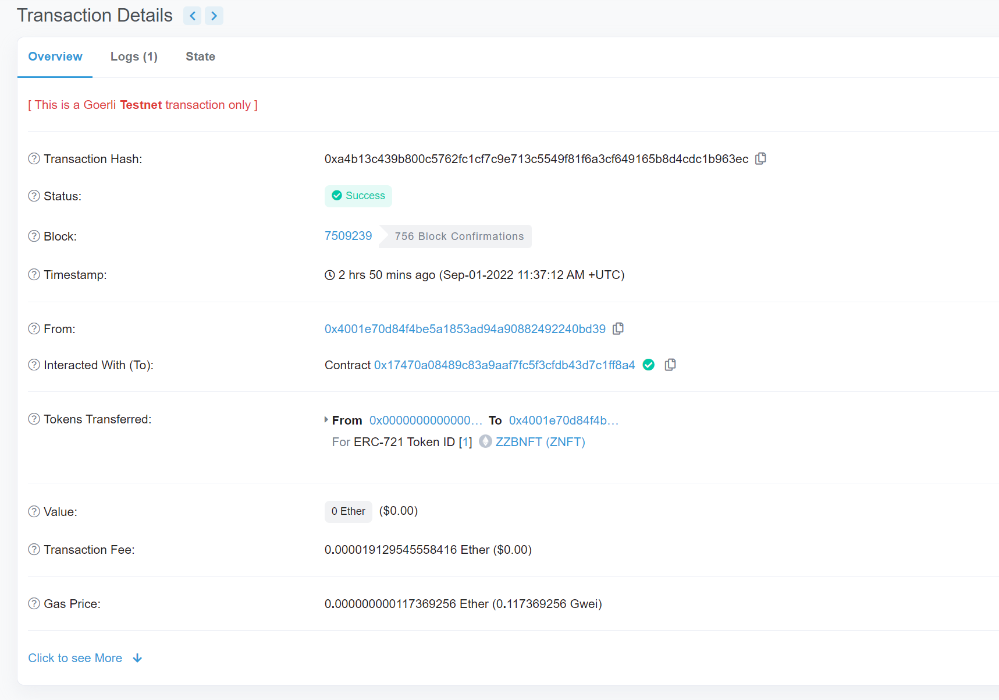 Transaction Details
Overview Logs (1) State
[ This is a Goerli Testnet transaction only ]
Transaction Hash: 0xa4b13c439b800c5762fc1cf7c9e713c5549f81f6a3cf649165b8d4cdc1b963ec
Status: Success
Block: 7509239 756 Block Confirmations
Timestamp: 2 hrs 50 mins ago (Sep-01-2022 11:37:12 AM +UTC)
From: 0x4001e70d84f4be5a1853ad94a90882492240bd39
Interacted With (To): Contract 0x17470a08489c83a9aaf7fc5f3cfdb43d7c1ff8a4
Tokens Transferred: From 0x0000000000000... To 0x4001e70d84f4b...
For ERC-721 Token ID [1] ZZBNFT (ZNFT)
Value: 0 Ether ($0.00)
Transaction Fee: 0.000019129545558416 Ether ($0.00)
Gas Price: 0.000000000117369256 Ether (0.117369256 Gwei)
Click to see More